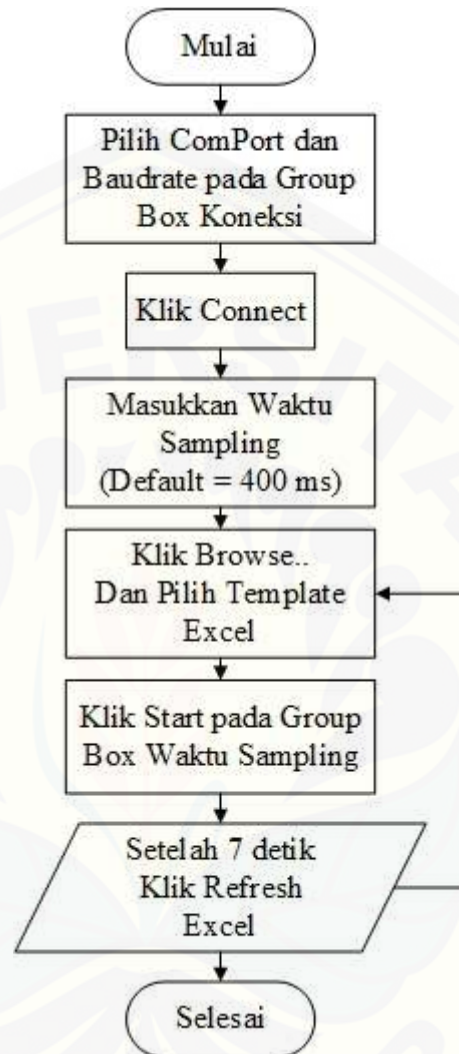 Mulai
Pilih ComPort dan
Baudrate pada Group
Box Koneksi
Klik Connect
Masukkan Waktu
Sampling
(Default = 400 ms)
Klik Browse..
Dan Pilih Template
Excel
Klik Start pada Group
Box Waktu Sampling
Setelah 7 detik
Klik Refresh
Excel
Selesai